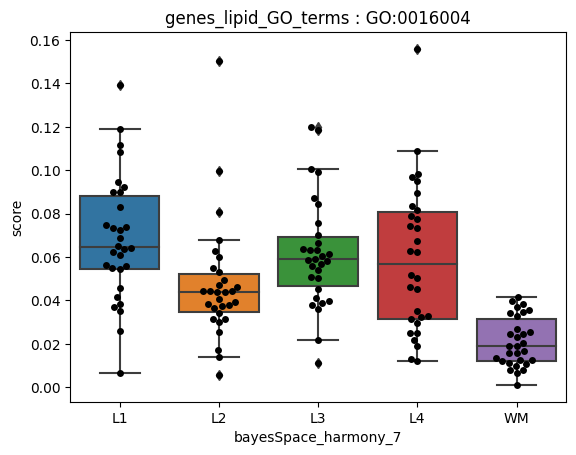 genes_lipid_GO_terms : GO:0016004
0.16
0.14
0.12
0.10
0.08
0.06
0.04
0.02
0.00
score
L1 L2 L3 L4 WM
bayesSpace_harmony_7